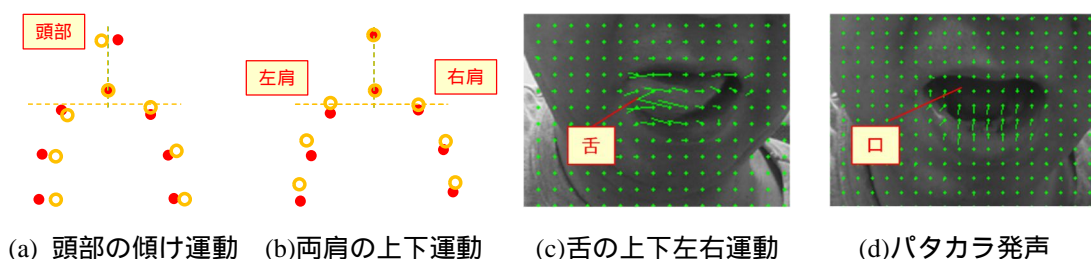 頭部
左肩
右肩
舌
口
(a) 頭部の傾け運動
(b)両肩の上下運動
(c)舌の上下左右運動
(d)パタカラ発声